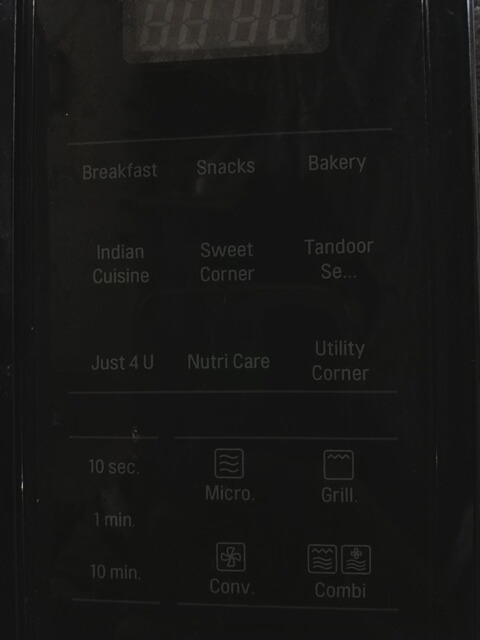 Breakfast Snacks Bakery
Indian Cuisine Sweet Corner Tandoor Se...
Just 4 U Nutri Care Utility Corner
10 sec. Micro. Grill.
1 min.
10 min. Conv. Combi